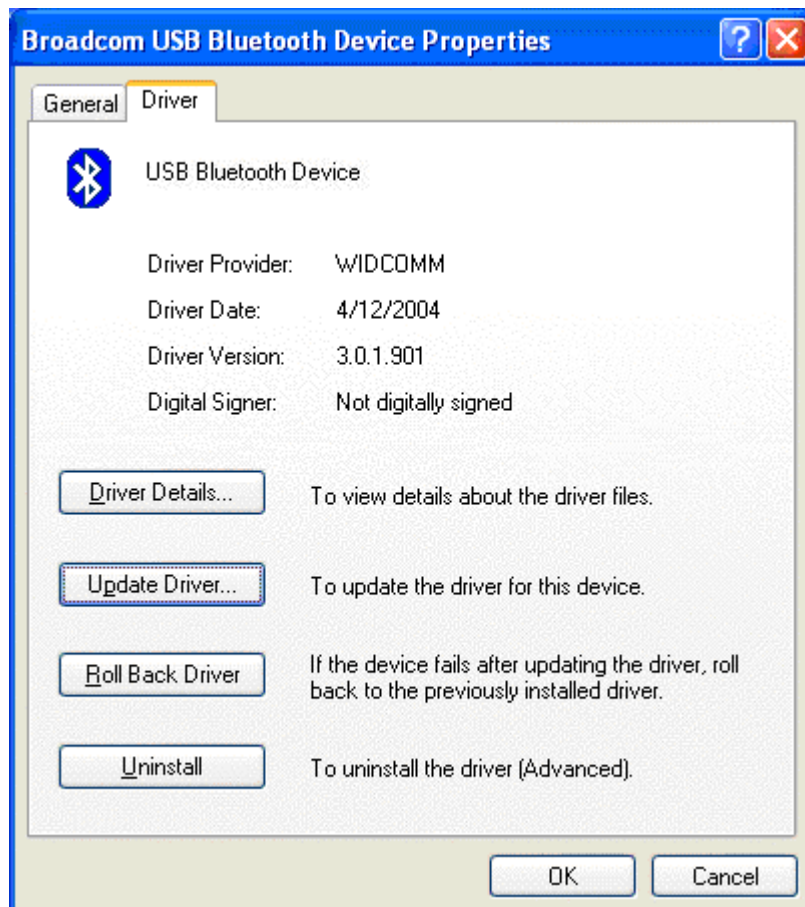 Broadcom USB Bluetooth Device Properties
General Driver
USB Bluetooth Device
Driver Provider: WIDCOMM
Driver Date: 4/12/2004
Driver Version: 3.0.1.901
Digital Signer: Not digitally signed
Driver Details... To view details about the driver files.
Update Driver... To update the driver for this device.
Roll Back Driver If the device fails after updating the driver, roll
back to the previously installed driver.
Uninstall To uninstall the driver (Advanced).
OK Cancel